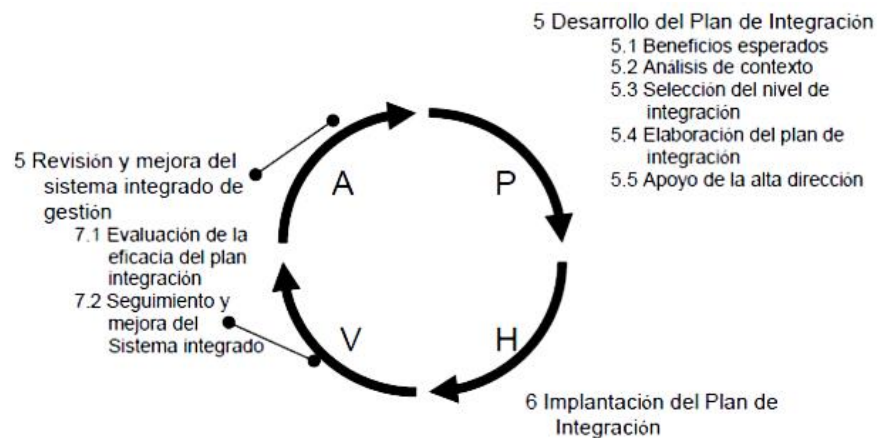 5 Desarrollo del Plan de Integración
5.1 Beneficios esperados
5.2 Análisis de contexto
5.3 Selección del nivel de
integración
5.4 Elaboración del plan de
integración
5.5 Apoyo de la alta dirección
5 Revisión y mejora del
sistema integrado de
gestión
7.1 Evaluación de la
eficacia del plan
integración
7.2 Seguimiento y
mejora del
Sistema integrado
A
P
V
H
6 Implantación del Plan de
Integración